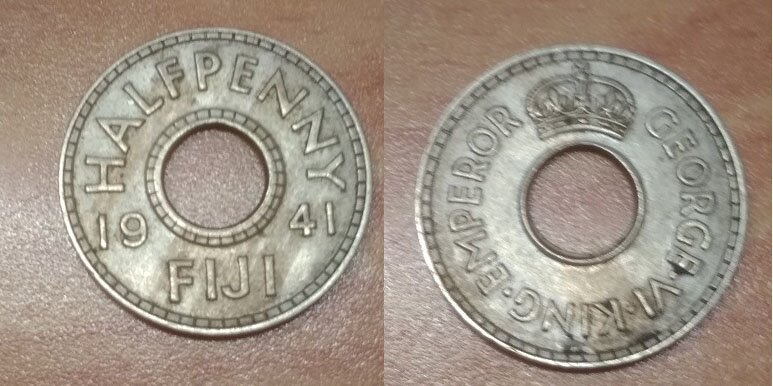 HALFPENNY
19 41
FIJI
GEORGE·VI·KING·EMPEROR